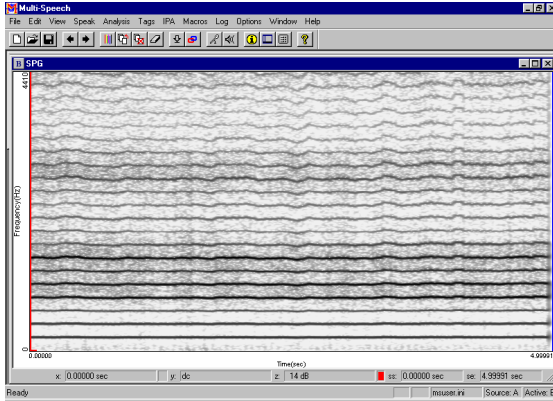 Multi-Speech
File Edit View Speak Analysis Tags IPA Macros Log Options Window Help
B SPG
4410
Frequency(Hz)
0
0.00000 4.99991
Time(sec)
x: 0.00000 sec y: dc z: 14 dB ss: 0.00000 sec se: 4.99991 sec
Ready msuser.ini Source: A Active: B